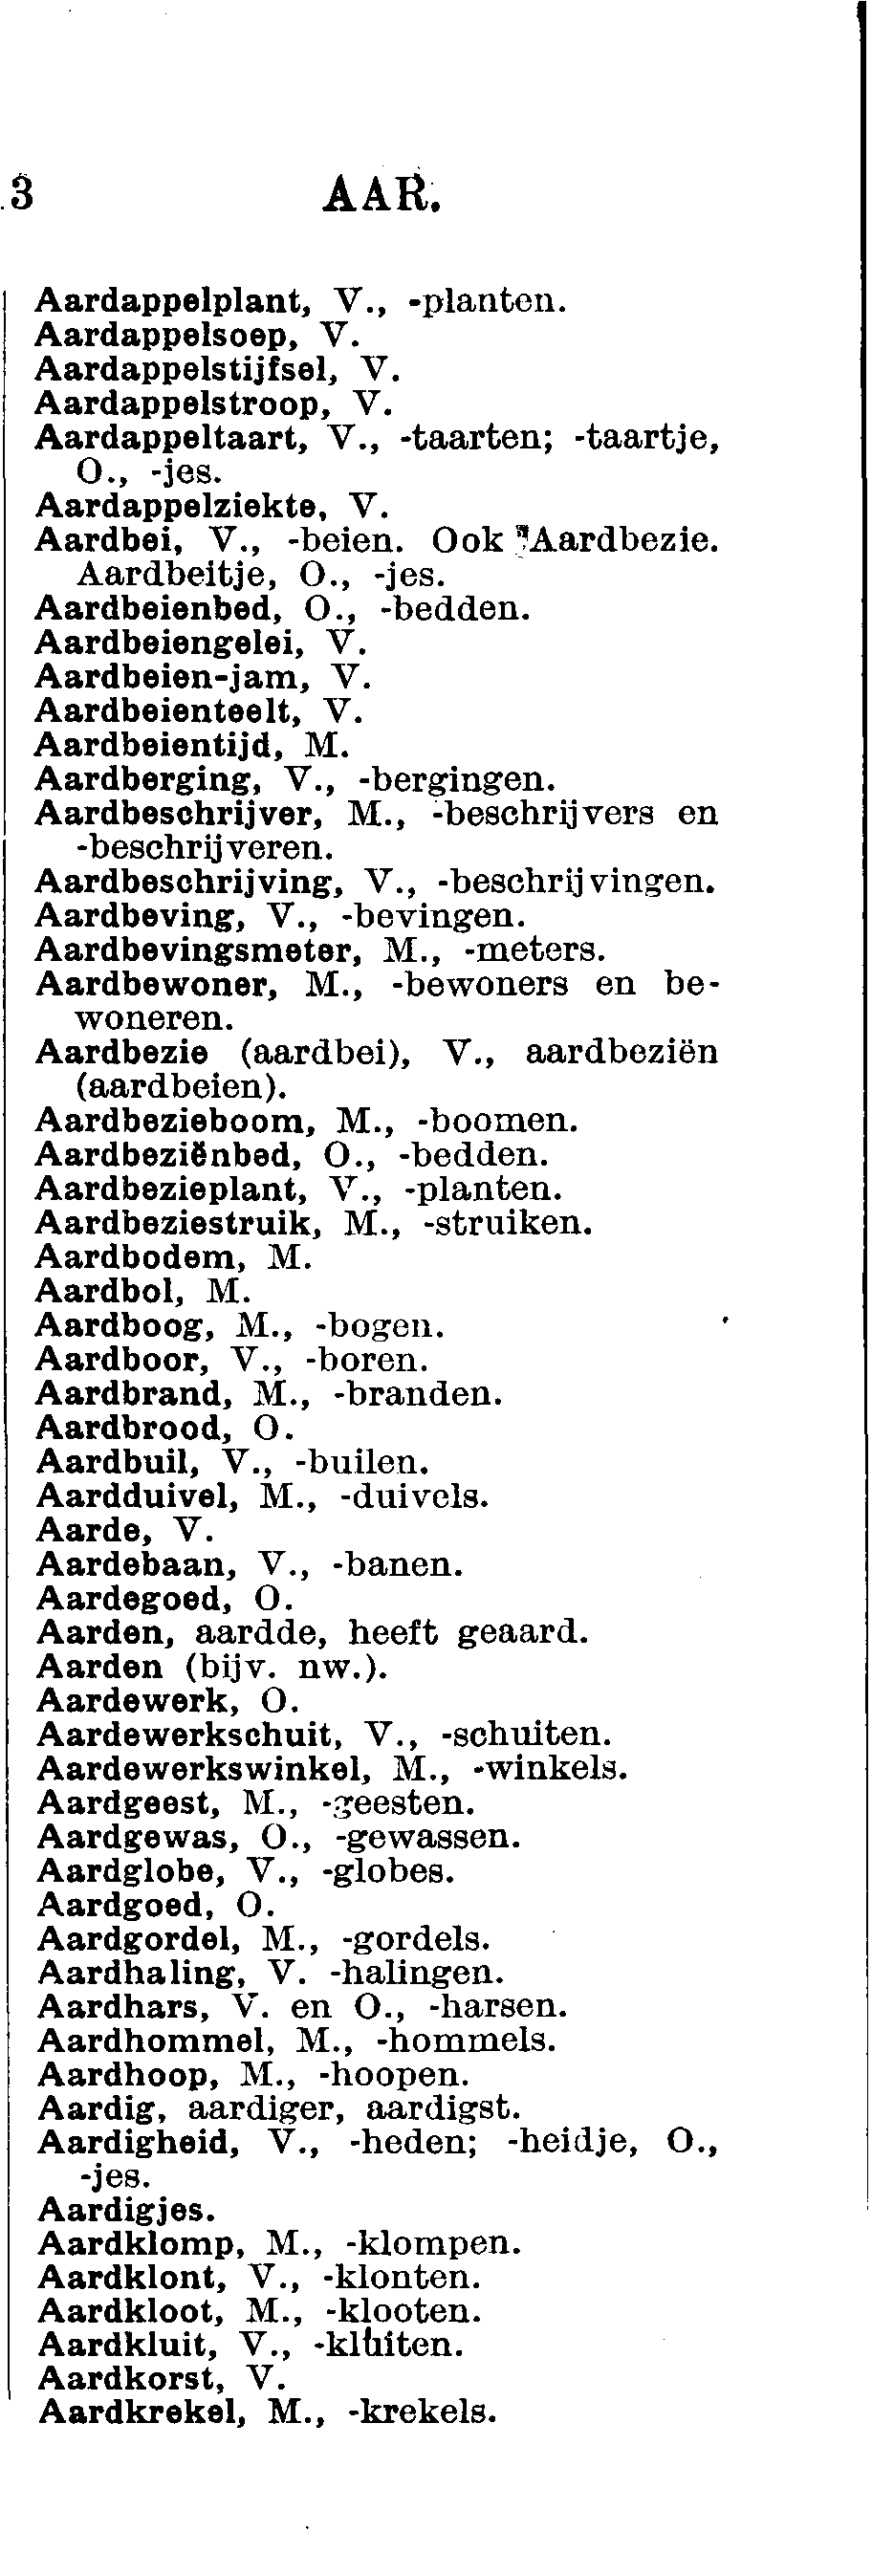 3 AAR.
Aardappelplant, V., -planten.
Aardappelsoep, V.
Aardappelstijfsel, V.
Aardappelstroop, V.
Aardappeltaart, V., -taarten; -taartje,
O., -jes.
Aardappelziekte, V.
Aardbei, V., -beien. Ook Aardbezie.
Aardbeitje, O., -jes.
Aardbeienbed, O., -bedden.
Aardbeiengelei, V.
Aardbeien-jam, V.
Aardbeienteelt, V.
Aardbeientijd, M.
Aardberging, V., -bergingen.
Aardbeschrijver, M., -beschrijvers en
-beschrijveren.
Aardbeschrijving, V., -beschrijvingen.
Aardbeving, V., -bevingen.
Aardbevingsmeter, M., -meters.
Aardbewoner, M., -bewoners en be-
woneren.
Aardbezie (aardbei), V., aardbeziën
(aardbeien).
Aardbezieboom, M., -boomen.
Aardbeziënbed, O., -bedden.
Aardbezieplant, V., -planten.
Aardbeziestruik, M., -struiken.
Aardbodem, M.
Aardbol, M.
Aardboog, M., -bogen.
Aardboor, V., -boren.
Aardbrand, M., -branden.
Aardbrood, O.
Aardbuil, V., -builen.
Aardduivel, M., -duivels.
Aarde, V.
Aardebaan, V., -banen.
Aardegoed, O.
Aarden, aardde, heeft geaard.
Aarden (bijv. nw.).
Aardewerk, O.
Aardewerkschuit, V., -schuiten.
Aardewerkswinkel, M., -winkels.
Aardgeest, M., -geesten.
Aardgewas, O., -gewassen.
Aardglobe, V., -globes.
Aardgoed, O.
Aardgordel, M., -gordels.
Aardhaling, V. -halingen.
Aardhars, V. en O., -harsen.
Aardhommel, M., -hommels.
Aardhoop, M., -hoopen.
Aardig, aardiger, aardigst.
Aardigheid, V., -heden; -heidje, O.,
-jes.
Aardigjes.
Aardklomp, M., -klompen.
Aardklont, V., -klonten.
Aardkloot, M., -klooten.
Aardkluit, V., -kluiten.
Aardkorst, V.
Aardkrekel, M., -krekels.